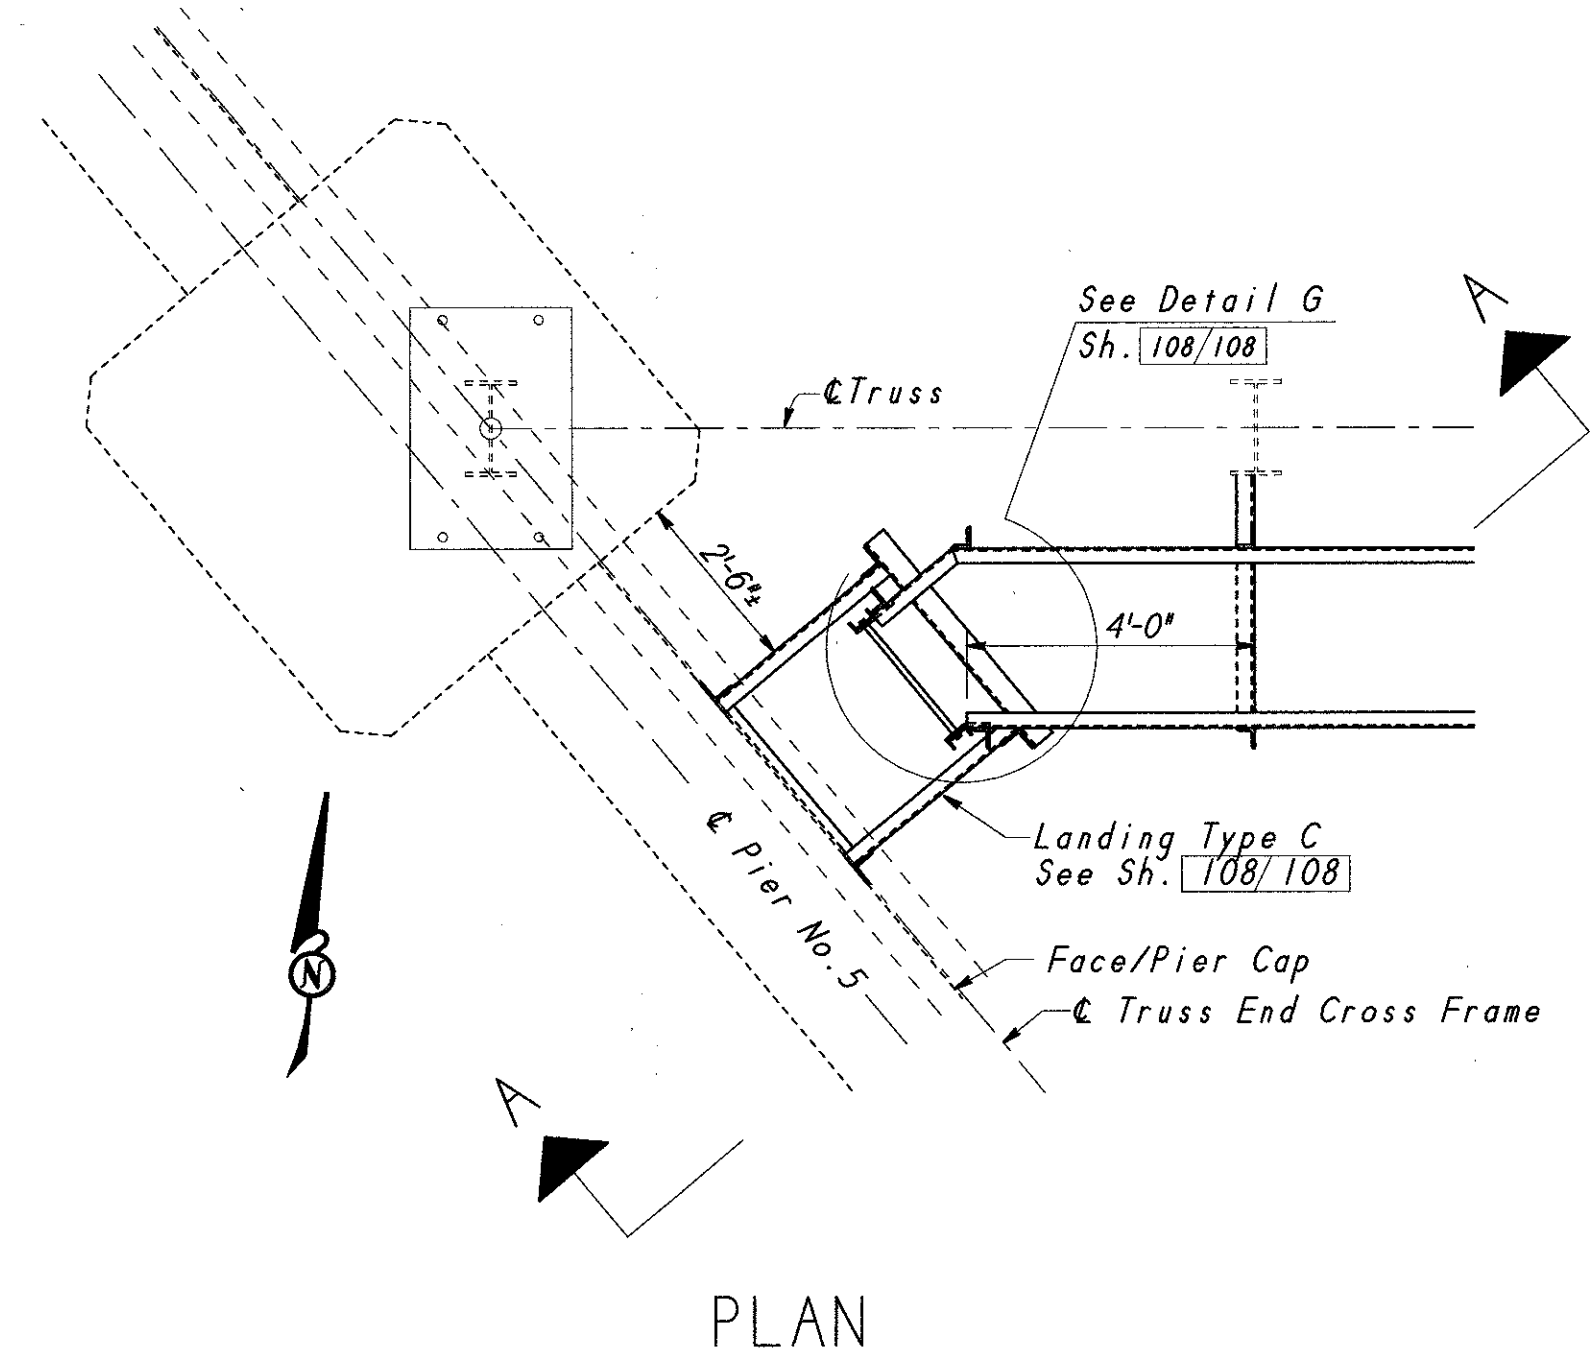 See Detail G
Sh. 108/108
A
℄ Truss
2'-6"±
4'-0"
Landing Type C
See Sh. 108/108
℄ Pier No. 5
Face/Pier Cap
℄ Truss End Cross Frame
N
A
PLAN